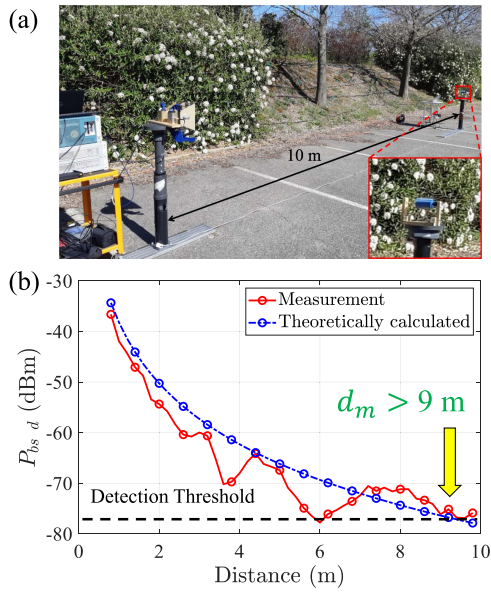 (a)
10 m
(b)
-30
-40
-50
-60
-70
-80
P_bs_d (dBm)
Measurement
Theoretically calculated
d_m > 9 m
Detection Threshold
0 2 4 6 8 10
Distance (m)